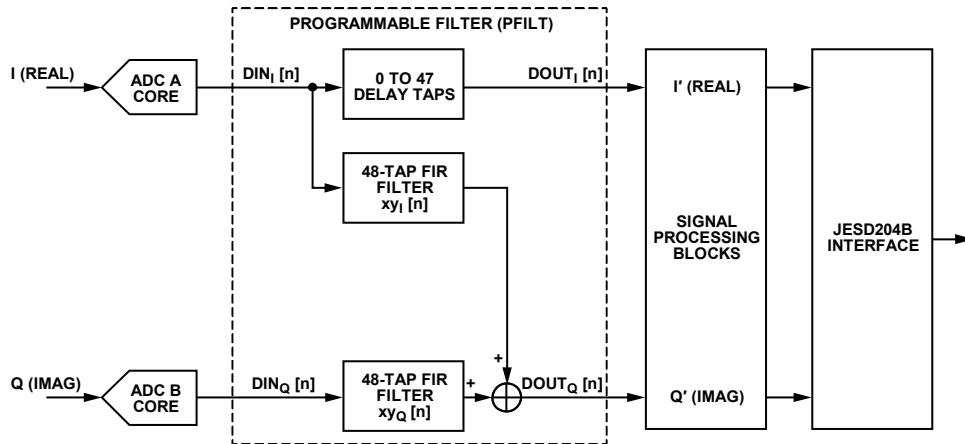 PROGRAMMABLE FILTER (PFILT)
I (REAL)
ADC A
CORE
DINI [n]
0 TO 47
DELAY TAPS
DOUTI [n]
I′ (REAL)
48-TAP FIR
FILTER
xyI [n]
SIGNAL
PROCESSING
BLOCKS
JESD204B
INTERFACE
+
Q (IMAG)
ADC B
CORE
DINQ [n]
48-TAP FIR
FILTER
xyQ [n]
+
DOUTQ [n]
Q′ (IMAG)